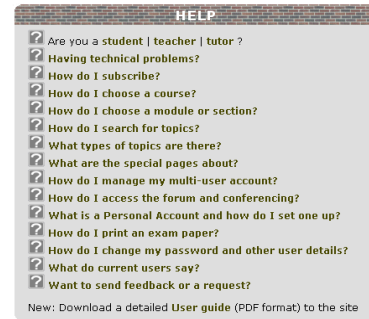 HELP
Are you a student | teacher | tutor ?
Having technical problems?
How do I subscribe?
How do I choose a course?
How do I choose a module or section?
How do I search for topics?
What types of topics are there?
What are the special pages about?
How do I manage my multi-user account?
How do I access the forum and conferencing?
What is a Personal Account and how do I set one up?
How do I print an exam paper?
How do I change my password and other user details?
What do current users say?
Want to send feedback or a request?
New: Download a detailed User guide (PDF format) to the site